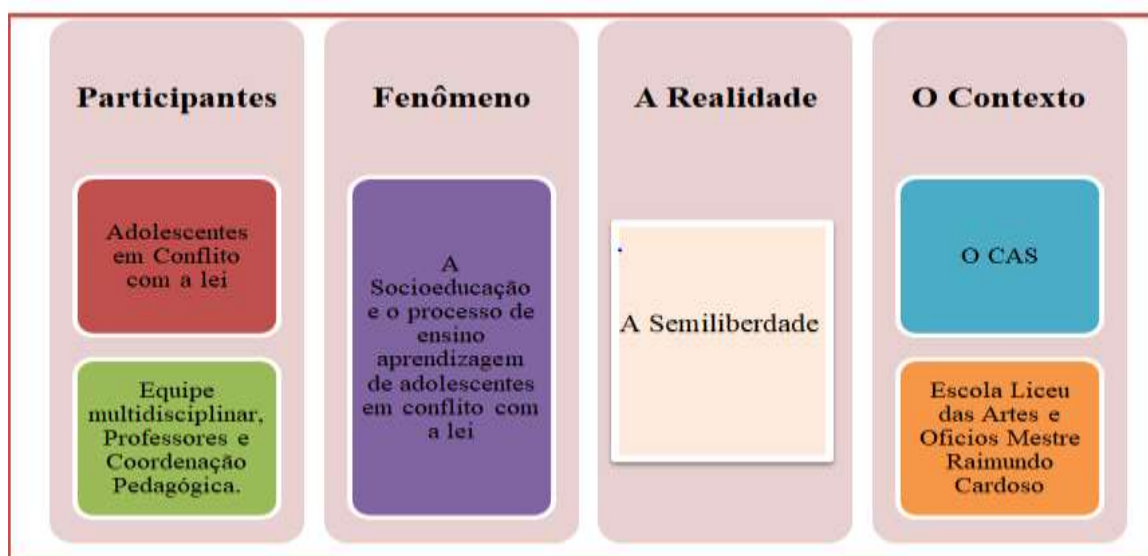 Participantes
Adolescentes
em Conflito
com a lei
Equipe
multidisciplinar,
Professores e
Coordenação
Pedagógica.
Fenômeno
A
Socioeducação
e o processo de
ensino
aprendizagem
de adolescentes
em conflito com
a lei
A Realidade
A Semiliberdade
O Contexto
O CAS
Escola Liceu
das Artes e
Oficios Mestre
Raimundo
Cardoso